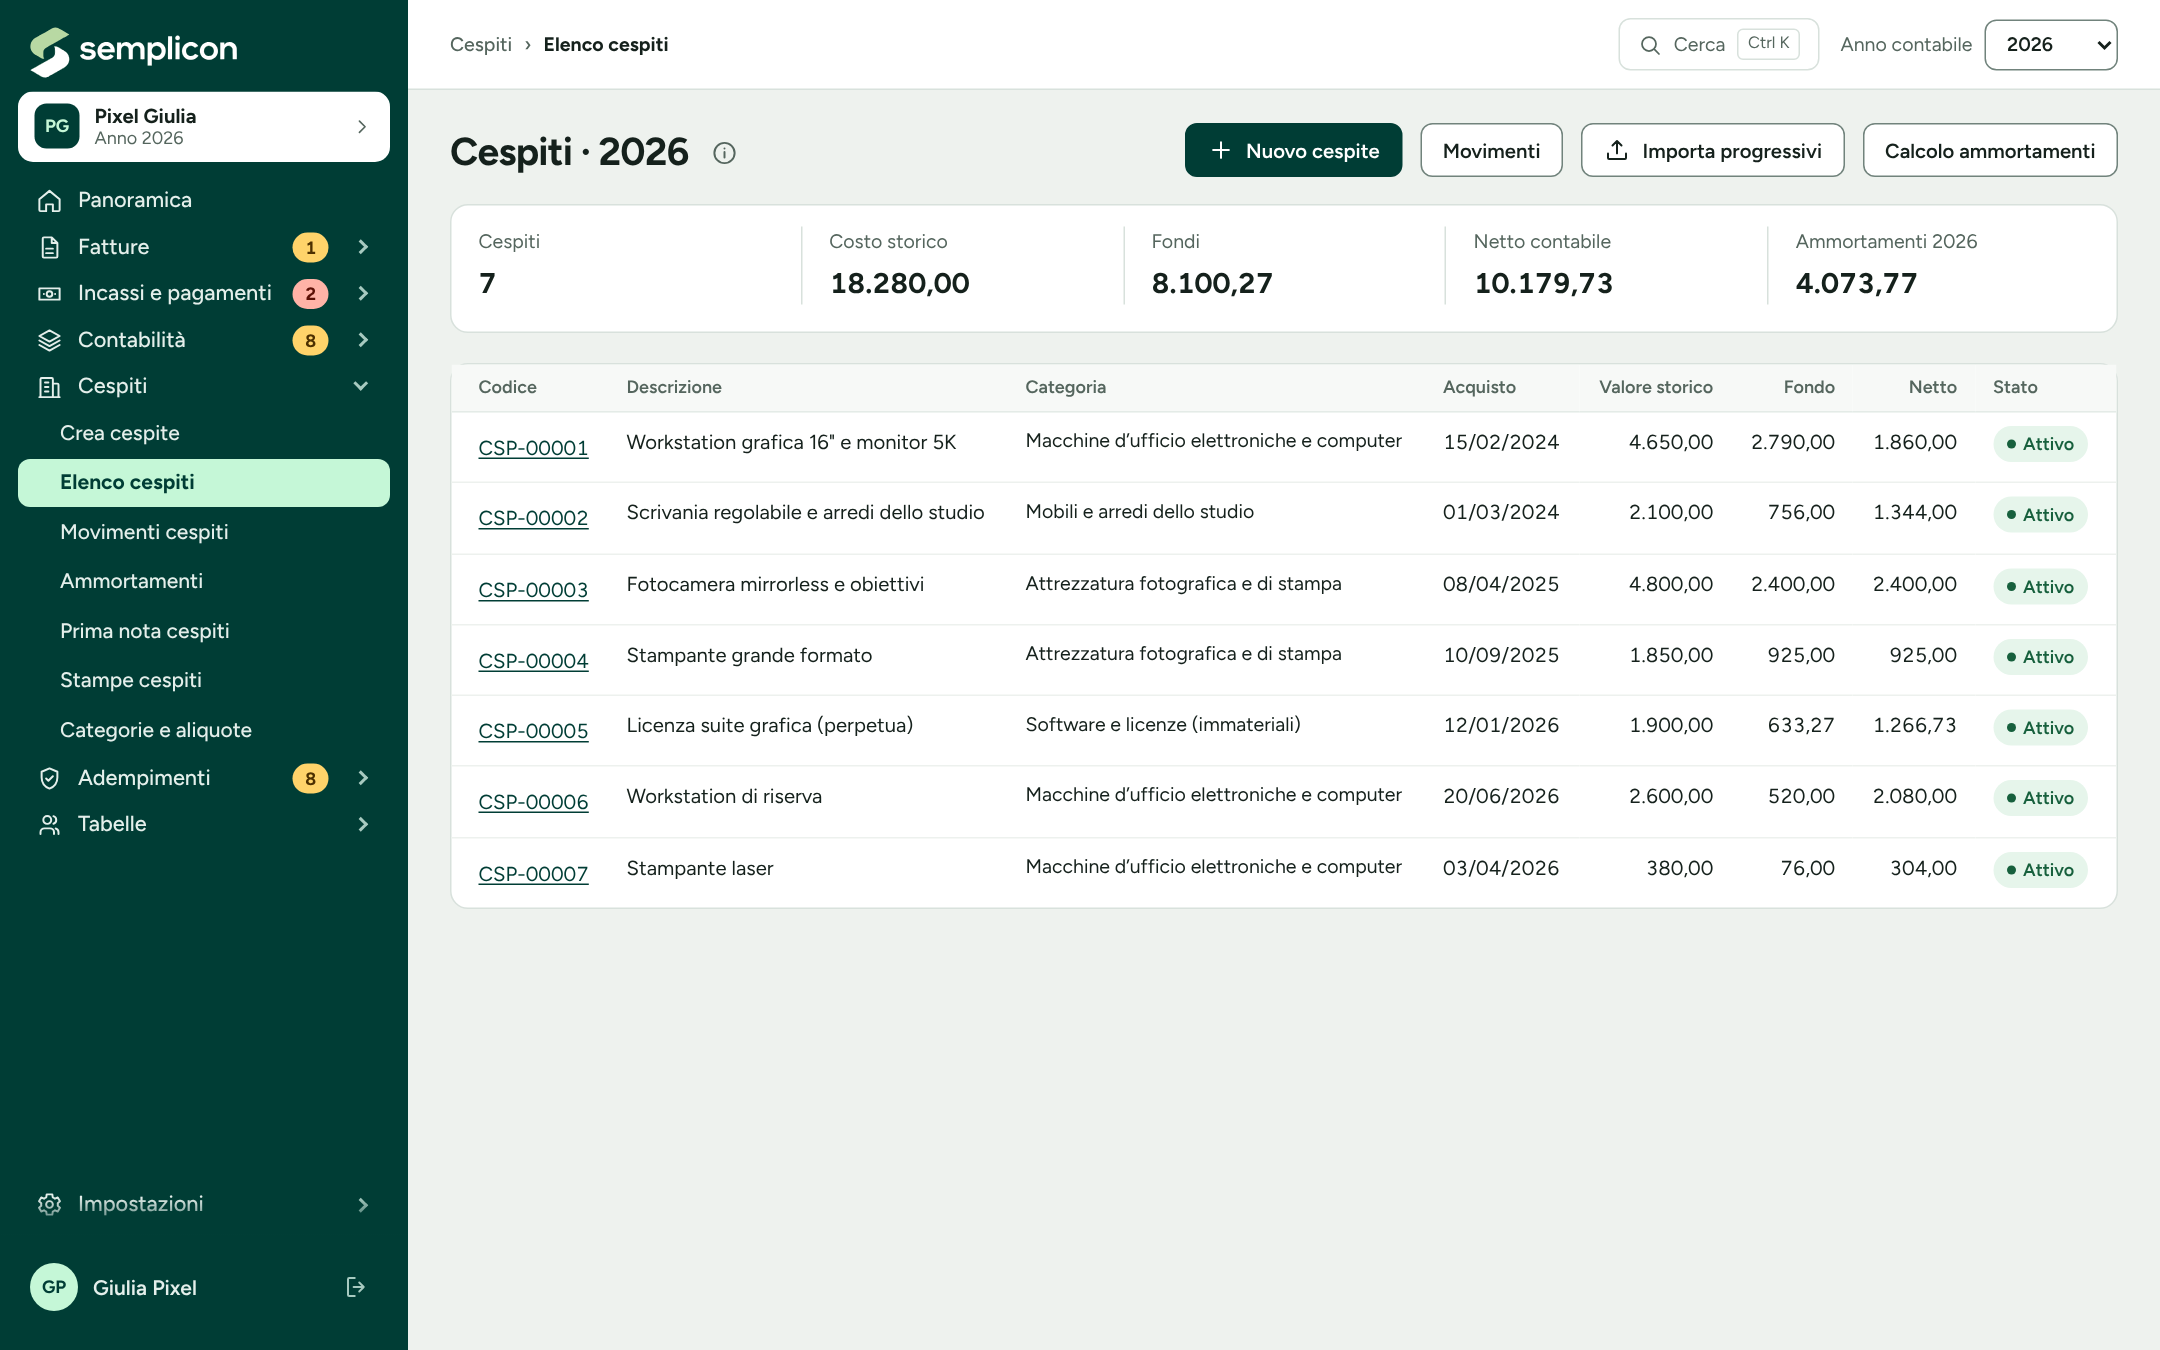 semplicon
PG
Pixel Giulia
Anno 2026
Panoramica
Fatture 1
Incassi e pagamenti 2
Contabilità 8
Cespiti
Crea cespite
Elenco cespiti
Movimenti cespiti
Ammortamenti
Prima nota cespiti
Stampe cespiti
Categorie e aliquote
Adempimenti 8
Tabelle
Impostazioni
GP Giulia Pixel
Cespiti › Elenco cespiti
Cerca Ctrl K Anno contabile 2026
Cespiti · 2026
Nuovo cespite Movimenti Importa progressivi Calcolo ammortamenti
Cespiti Costo storico Fondi Netto contabile Ammortamenti 2026
7 18.280,00 8.100,27 10.179,73 4.073,77
Codice Descrizione Categoria Acquisto Valore storico Fondo Netto Stato
CSP-00001 Workstation grafica 16" e monitor 5K Macchine d’ufficio elettroniche e computer 15/02/2024 4.650,00 2.790,00 1.860,00 Attivo
CSP-00002 Scrivania regolabile e arredi dello studio Mobili e arredi dello studio 01/03/2024 2.100,00 756,00 1.344,00 Attivo
CSP-00003 Fotocamera mirrorless e obiettivi Attrezzatura fotografica e di stampa 08/04/2025 4.800,00 2.400,00 2.400,00 Attivo
CSP-00004 Stampante grande formato Attrezzatura fotografica e di stampa 10/09/2025 1.850,00 925,00 925,00 Attivo
CSP-00005 Licenza suite grafica (perpetua) Software e licenze (immateriali) 12/01/2026 1.900,00 633,27 1.266,73 Attivo
CSP-00006 Workstation di riserva Macchine d’ufficio elettroniche e computer 20/06/2026 2.600,00 520,00 2.080,00 Attivo
CSP-00007 Stampante laser Macchine d’ufficio elettroniche e computer 03/04/2026 380,00 76,00 304,00 Attivo